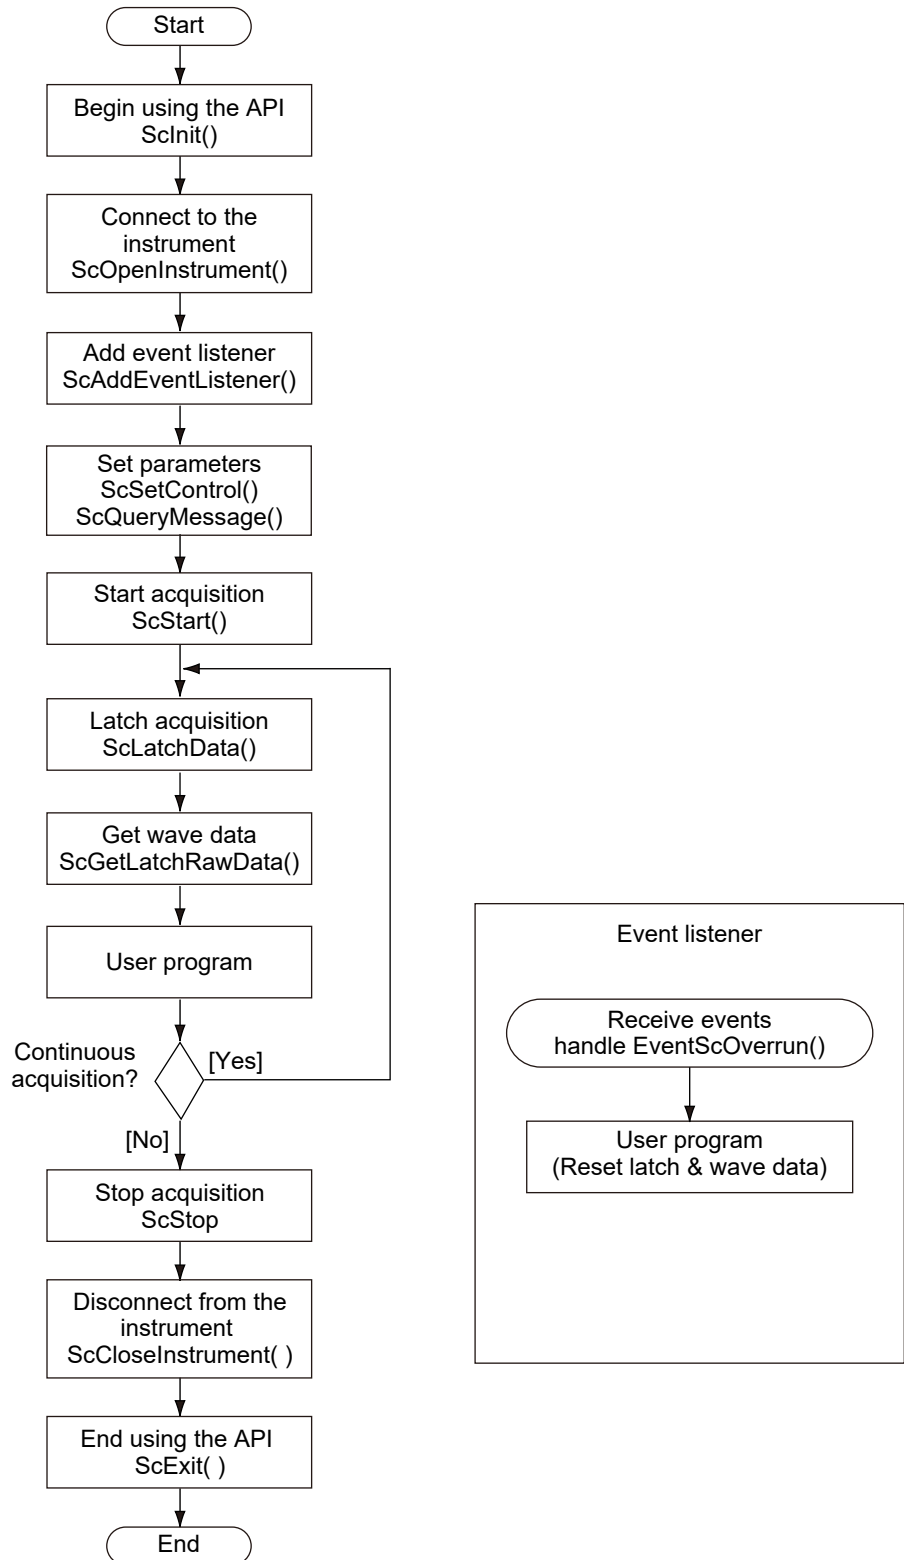 Start
Begin using the API
ScInit()
Connect to the
instrument
ScOpenInstrument()
Add event listener
ScAddEventListener()
Set parameters
ScSetControl()
ScQueryMessage()
Start acquisition
ScStart()
Latch acquisition
ScLatchData()
Get wave data
ScGetLatchRawData()
User program
Continuous
acquisition?
[Yes]
[No]
Stop acquisition
ScStop
Disconnect from the
instrument
ScCloseInstrument( )
End using the API
ScExit( )
End
Event listener
Receive events
handle EventScOverrun()
User program
(Reset latch & wave data)